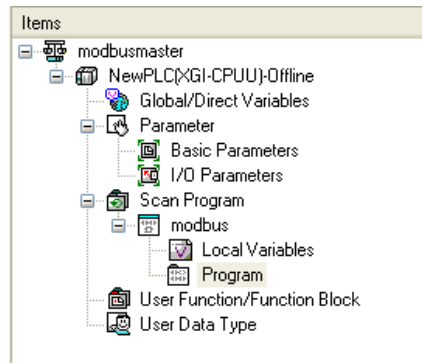 Items
modbusmaster
NewPLC(XGI-CPUU)-Offline
Global/Direct Variables
Parameter
Basic Parameters
I/O Parameters
Scan Program
modbus
Local Variables
Program
User Function/Function Block
User Data Type